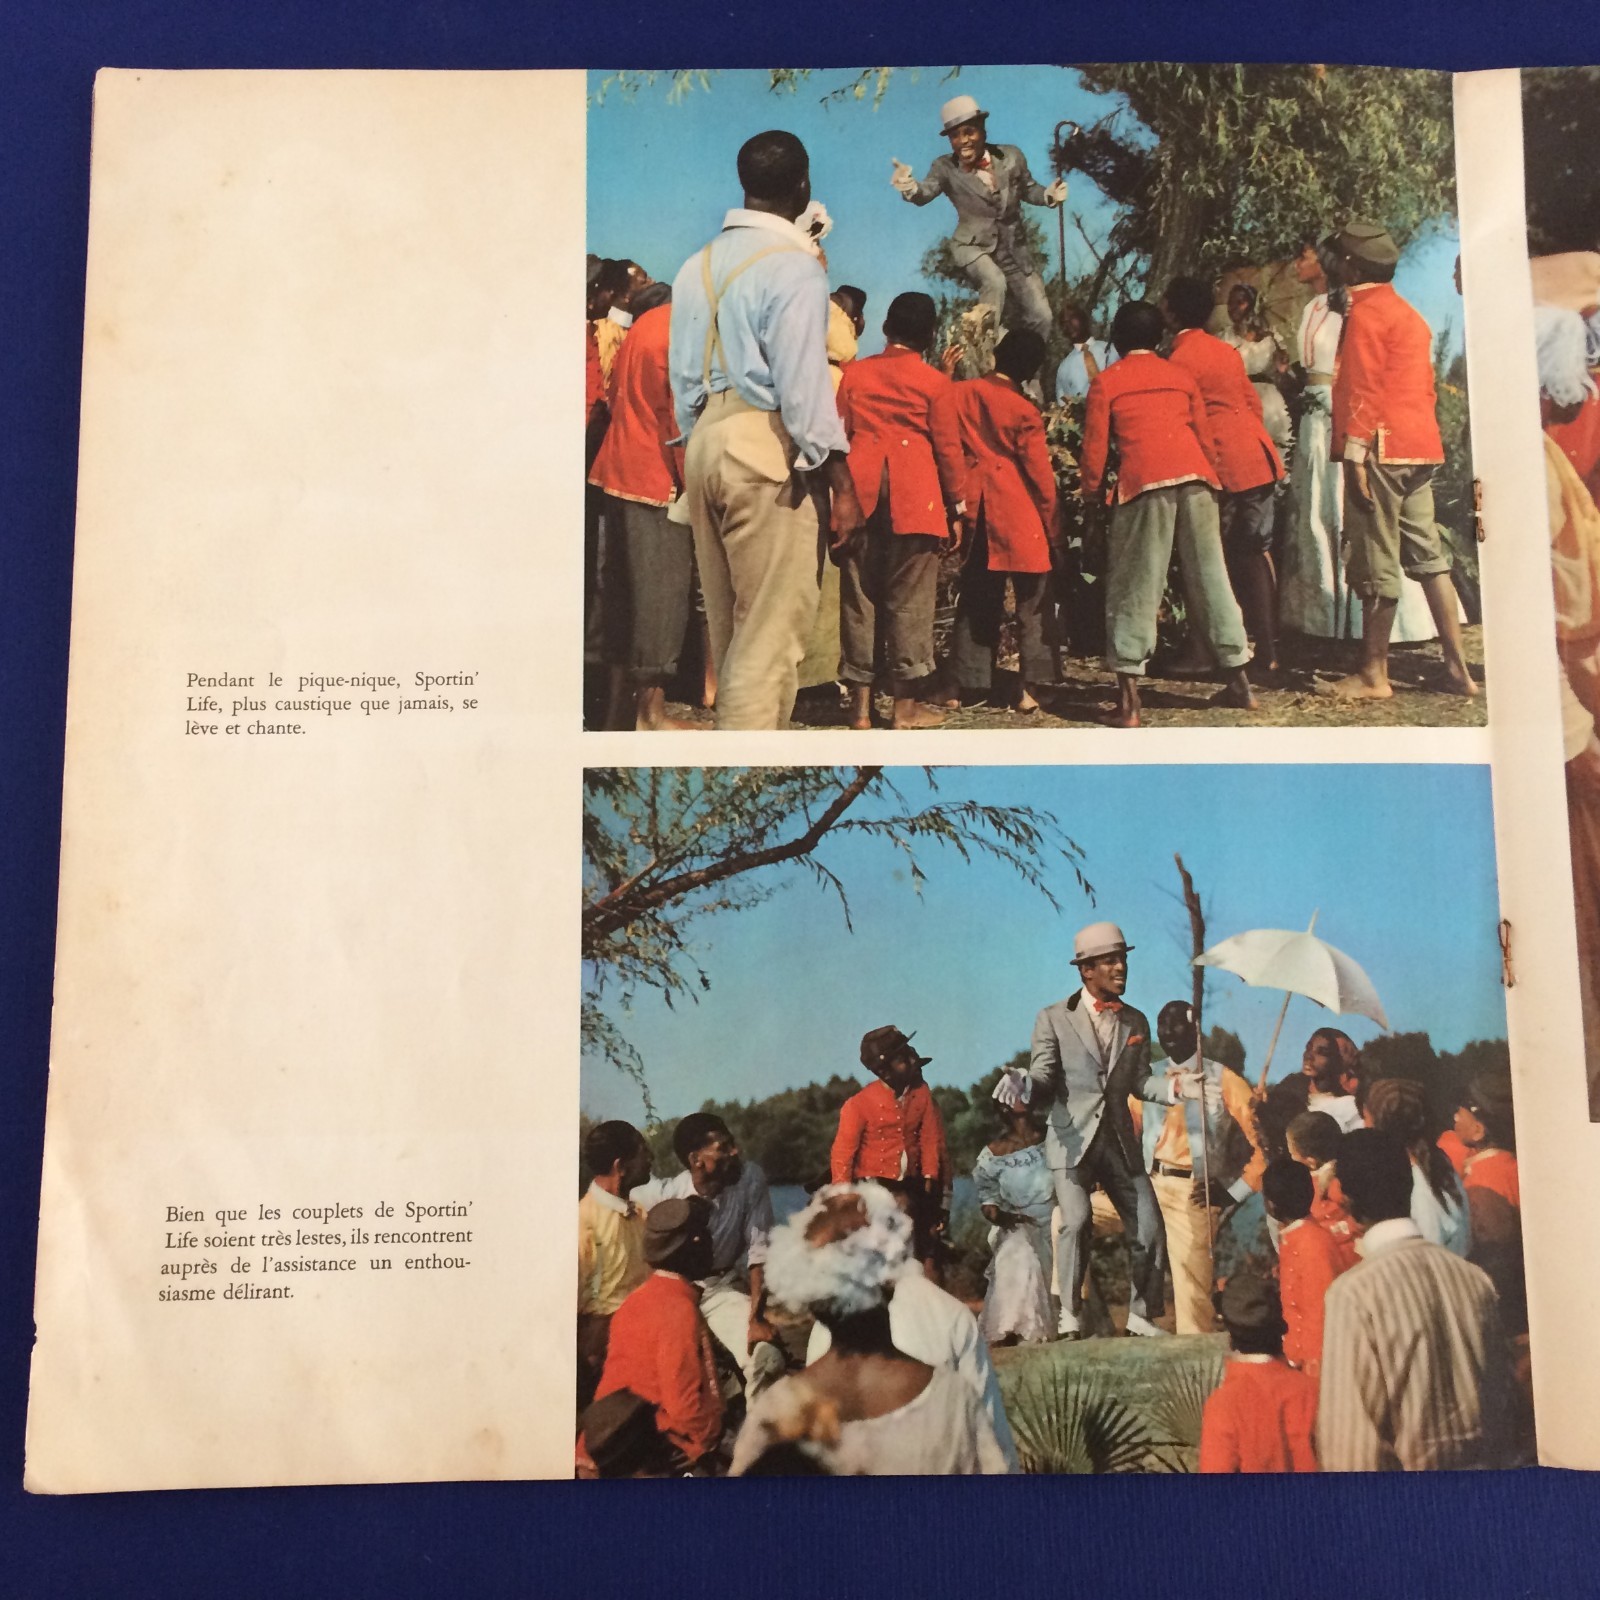 Pendant le pique-nique, Sportin'
Life, plus caustique que jamais, se
lève et chante.
Bien que les couplets de Sportin'
Life soient très lestes, ils rencontrent
auprès de l'assistance un enthou-
siasme délirant.